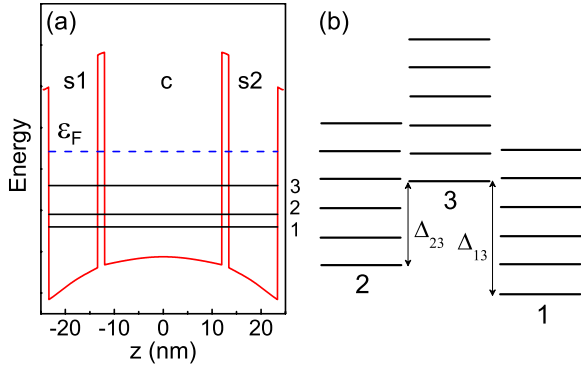 (a)
s1 c s2
εF
3
2
1
Energy
-20 -10 0 10 20
z (nm)
(b)
3
Δ23
Δ13
2
1